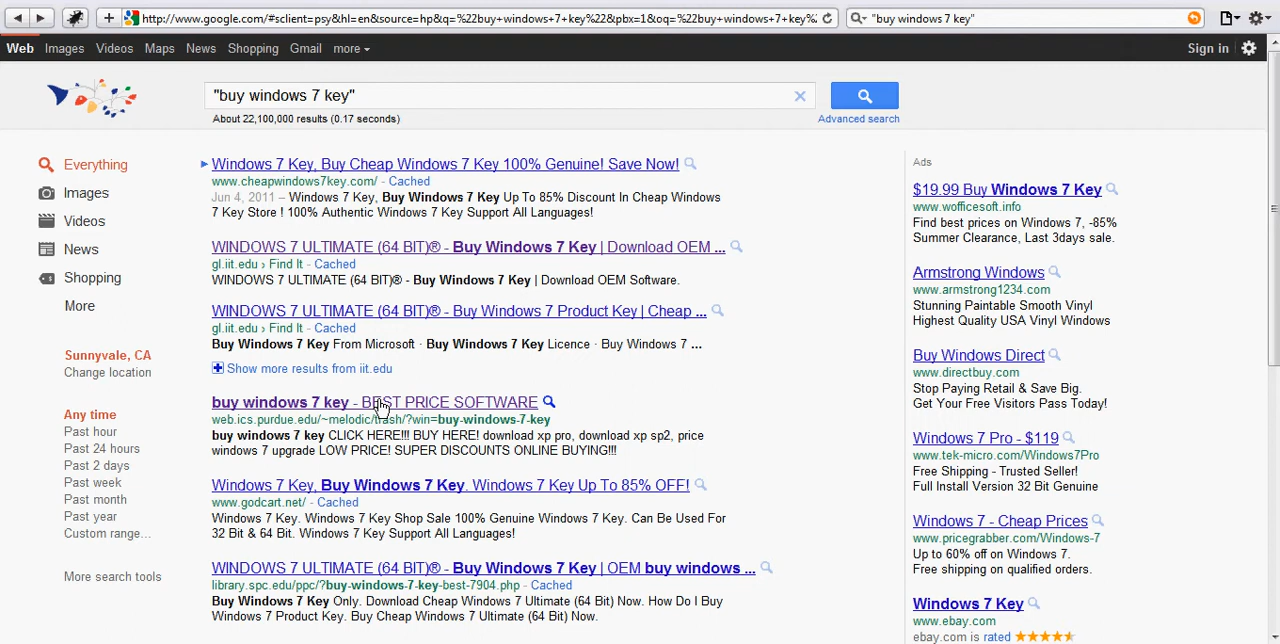 http://www.google.com/#sclient=psy&hl=en&source=hp&q=%22buy+windows+7+key%22&pbx=1&oq=%22buy+windows+7+key%
"buy windows 7 key"
Web Images Videos Maps News Shopping Gmail more
Sign in
"buy windows 7 key"
About 22,100,000 results (0.17 seconds)
Advanced search
Everything
Images
Videos
News
Shopping
More
Sunnyvale, CA
Change location
Any time
Past hour
Past 24 hours
Past 2 days
Past week
Past month
Past year
Custom range...
More search tools
Windows 7 Key, Buy Cheap Windows 7 Key 100% Genuine! Save Now!
www.cheapwindows7key.com/ - Cached
Jun 4, 2011 – Windows 7 Key, Buy Windows 7 Key Up To 85% Discount In Cheap Windows
7 Key Store ! 100% Authentic Windows 7 Key Support All Languages!
WINDOWS 7 ULTIMATE (64 BIT)® - Buy Windows 7 Key | Download OEM ...
gl.iit.edu › Find It - Cached
WINDOWS 7 ULTIMATE (64 BIT)® - Buy Windows 7 Key | Download OEM Software.
WINDOWS 7 ULTIMATE (64 BIT)® - Buy Windows 7 Product Key | Cheap ...
gl.iit.edu › Find It - Cached
Buy Windows 7 Key From Microsoft · Buy Windows 7 Key Licence · Buy Windows 7 ...
Show more results from iit.edu
buy windows 7 key - BEST PRICE SOFTWARE
web.ics.purdue.edu/~melodic/trash/?win=buy-windows-7-key
buy windows 7 key CLICK HERE!!! BUY HERE! download xp pro, download xp sp2, price
windows 7 upgrade LOW PRICE! SUPER DISCOUNTS ONLINE BUYING!!!
Windows 7 Key, Buy Windows 7 Key. Windows 7 Key Up To 85% OFF!
www.godcart.net/ - Cached
Windows 7 Key. Windows 7 Key Shop Sale 100% Genuine Windows 7 Key. Can Be Used For
32 Bit & 64 Bit. Windows 7 Key Support All Languages!
WINDOWS 7 ULTIMATE (64 BIT)® - Buy Windows 7 Key | OEM buy windows ...
library.spc.edu/ppc/?buy-windows-7-key-best-7904.php - Cached
Buy Windows 7 Key Only. Download Cheap Windows 7 Ultimate (64 Bit) Now. How Do I Buy
Windows 7 Product Key. Buy Cheap Windows 7 Ultimate (64 Bit) Now.
Ads
$19.99 Buy Windows 7 Key
www.wofficesoft.info
Find best prices on Windows 7, -85%
Summer Clearance, Last 3days sale.
Armstrong Windows
www.armstrong1234.com
Stunning Paintable Smooth Vinyl
Highest Quality USA Vinyl Windows
Buy Windows Direct
www.directbuy.com
Stop Paying Retail & Save Big.
Get Your Free Visitors Pass Today!
Windows 7 Pro - $119
www.tek-micro.com/Windows7Pro
Free Shipping - Trusted Seller!
Full Install Version 32 Bit Genuine
Windows 7 - Cheap Prices
www.pricegrabber.com/Windows-7
Up to 60% off on Windows 7.
Free shipping on qualified orders.
Windows 7 Key
www.ebay.com
ebay.com is rated